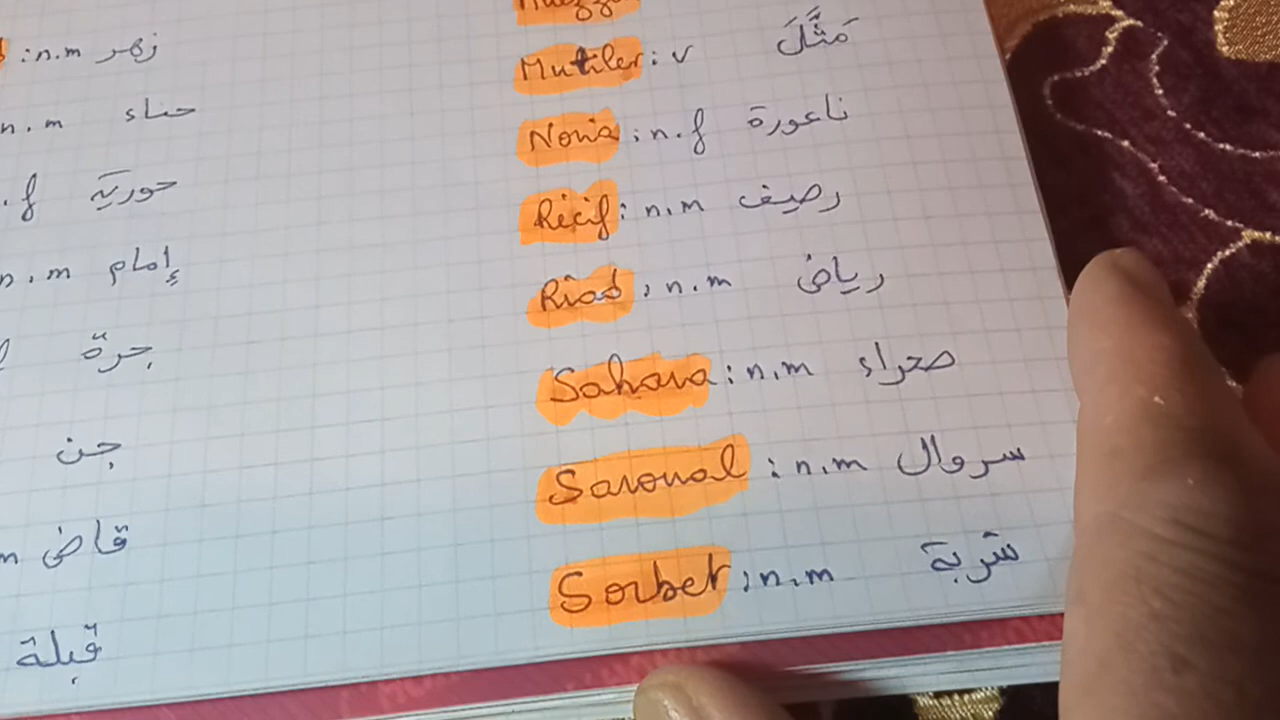 : n.m زهر
n.m حناء
.f حورية
n.m إمام
جرة
جن
m قاض
قبلة
Mutiler : v مَثَّلَ
Noria : n.f ناعورة
Récif : n.m رصيف
Riad : n.m رياض
Sahara : n.m صحراء
Saroual : n.m سروال
Sorbet : n.m شربة